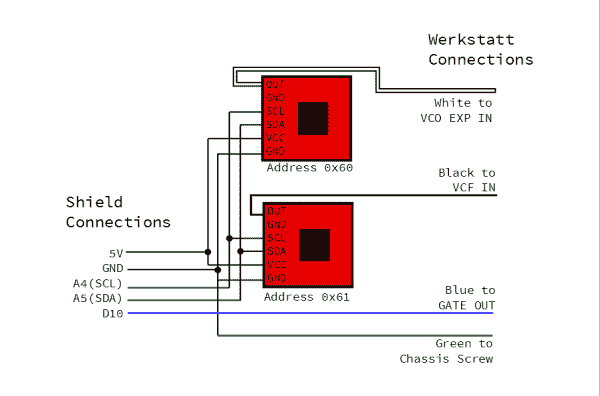 Werkstatt
Connections
OUT
GND
SCL
SDA
VCC
GND
Address 0x60
White to
VCO EXP IN
Black to
VCF IN
Shield
Connections
5V
GND
A4(SCL)
A5(SDA)
D10
OUT
GND
SCL
SDA
VCC
GND
Address 0x61
Blue to
GATE OUT
Green to
Chassis Screw